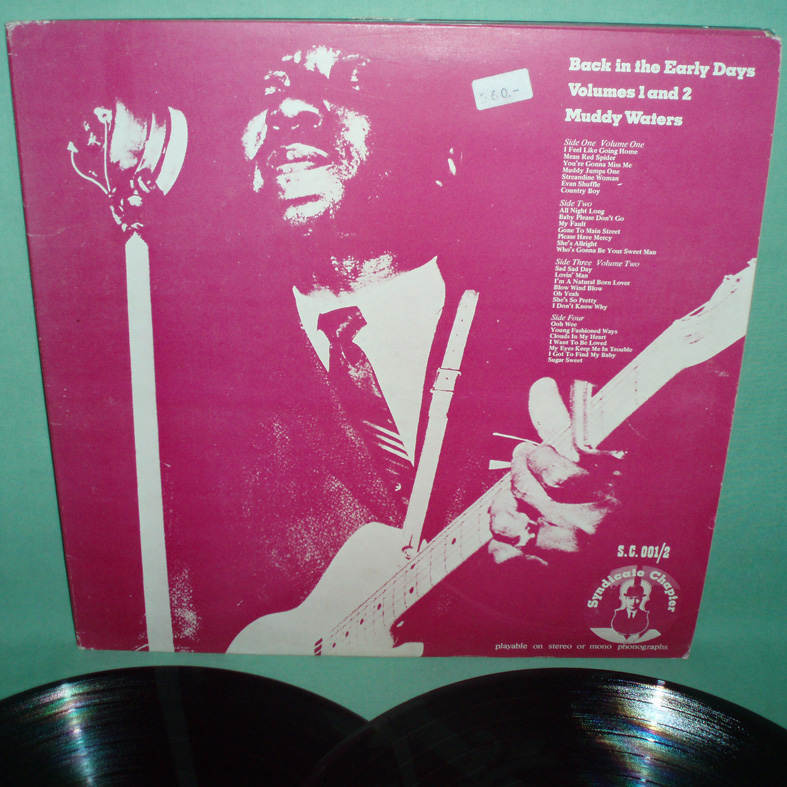 Back in the Early Days
Volumes 1 and 2
Muddy Waters
60.-
Side One Volume One
I Feel Like Going Home
Mean Red Spider
You're Gonna Miss Me
Muddy Jumps One
Streamline Woman
Evan Shuffle
Country Boy
Side Two
All Night Long
Baby Please Don't Go
My Fault
Gone To Main Street
Please Have Mercy
She's Allright
Who's Gonna Be Your Sweet Man
Side Three Volume Two
Sad Sad Day
Lovin' Man
I'm A Natural Born Lover
Blow Wind Blow
Oh Yeah
She's So Pretty
I Don't Know Why
Side Four
Ooh Wee
Young Fashioned Ways
Clouds In My Heart
I Want To Be Loved
My Eyes Keep Me In Trouble
I Got To Find My Baby
Sugar Sweet
S.C. 001/2
Syndicate Chapter
playable on stereo or mono phonographs